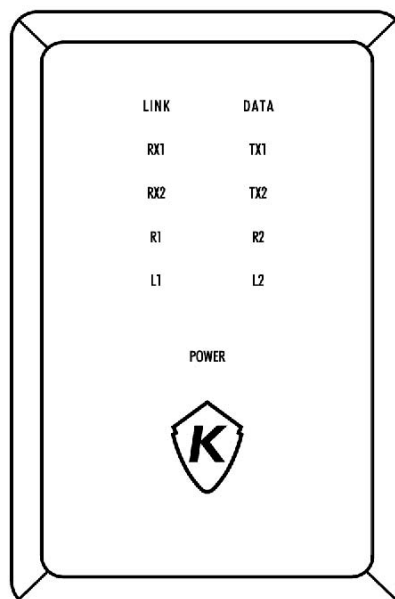 LINK DATA
RX1 TX1
RX2 TX2
R1 R2
L1 L2
POWER
K